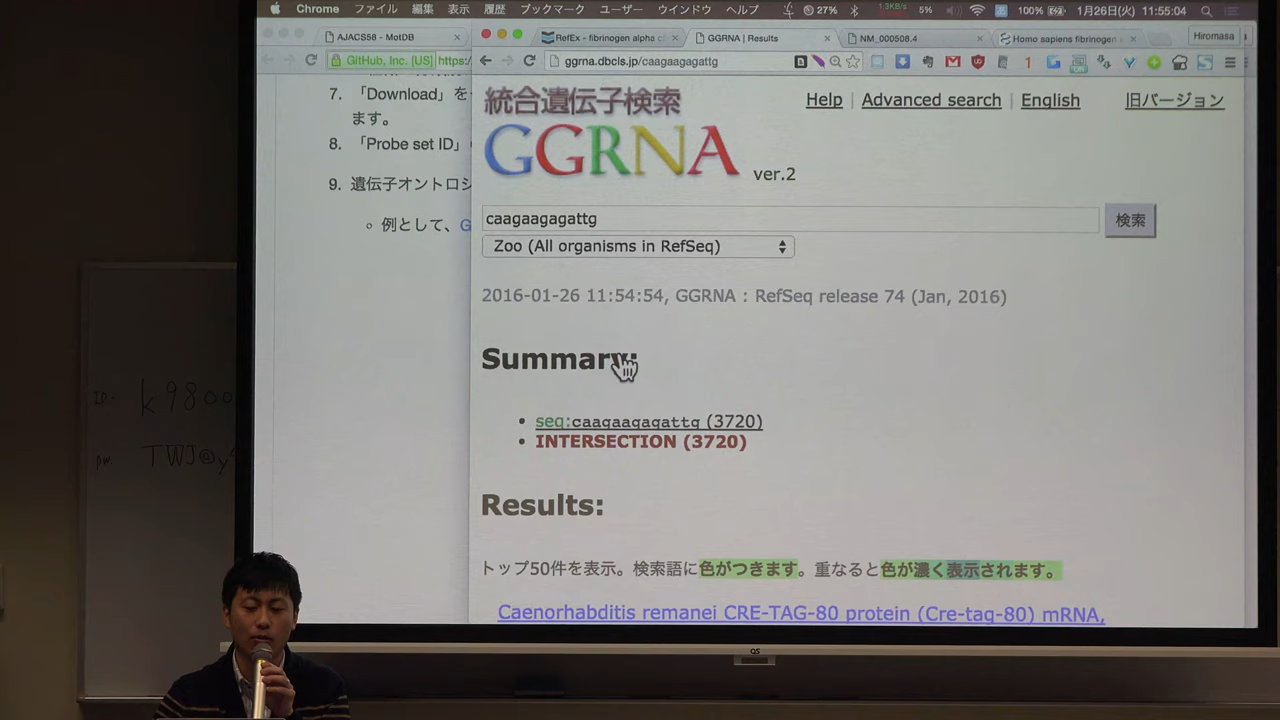 Chrome ファイル 編集 表示 履歴 ブックマーク ユーザー ウインドウ ヘルプ 27% 1.3KB/s 5% 100% 1月26日(火) 11:55:04
AJACS58 - MotDB
RefEx - fibrinogen alpha c
GGRNA | Results
NM_000508.4
Homo sapiens fibrinogen
Hiromasa
GitHub, Inc. [US] https:
ggrna.dbcls.jp/caagaagagattg
7. 「Download」を
ます。
8. 「Probe set ID」
9. 遺伝子オントロジ
例として、G
統合遺伝子検索
GGRNA ver.2
Help | Advanced search | English
旧バージョン
caagaagagattg
検索
Zoo (All organisms in RefSeq)
2016-01-26 11:54:54, GGRNA : RefSeq release 74 (Jan, 2016)
Summary:
seq:caagaagagattg (3720)
INTERSECTION (3720)
Results:
トップ50件を表示。検索語に色がつきます。重なると色が濃く表示されます。
Caenorhabditis remanei CRE-TAG-80 protein (Cre-tag-80) mRNA,
k9800
TWJ@y